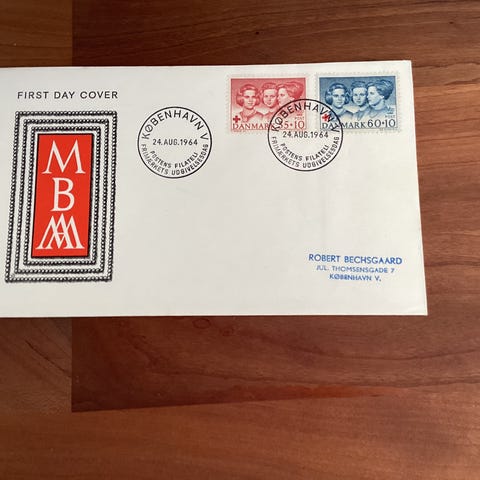 FIRST DAY COVER
M
B
M
KØBENHAVN V
24.AUG.1964
POSTENS FILATELI
FRIMÆRKETS UDGIVELSESDAG
DANMARK 35+10
KØBENHAVN V
24.AUG.1964
POSTENS FILATELI
FRIMÆRKETS UDGIVELSESDAG
DANMARK 60+10
ROBERT BECHSGAARD
JUL. THOMSENSGADE 7
KØBENHAVN V.